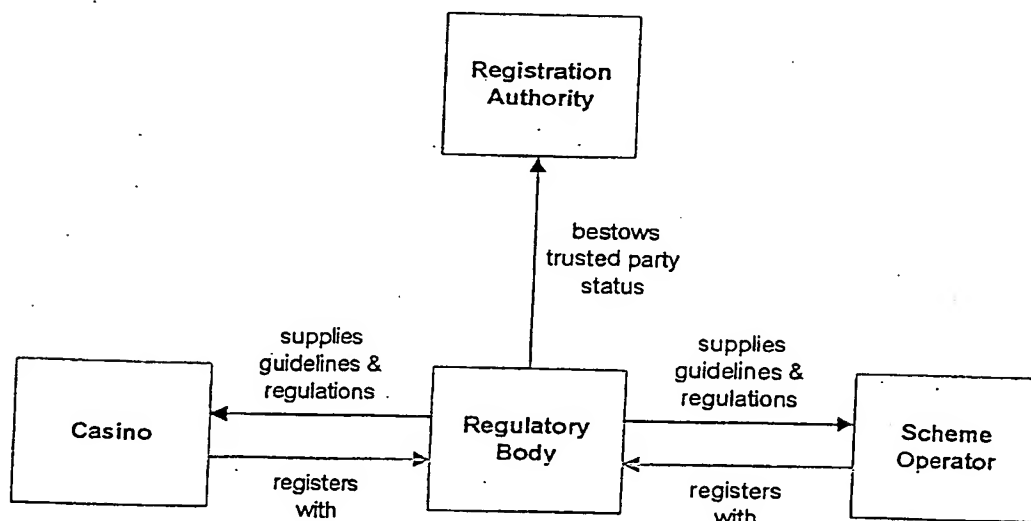 Registration
Authority
bestows
trusted party
status
supplies
guidelines &
regulations
supplies
guidelines &
regulations
Casino
Regulatory
Body
Scheme
Operator
registers
with
registers
with